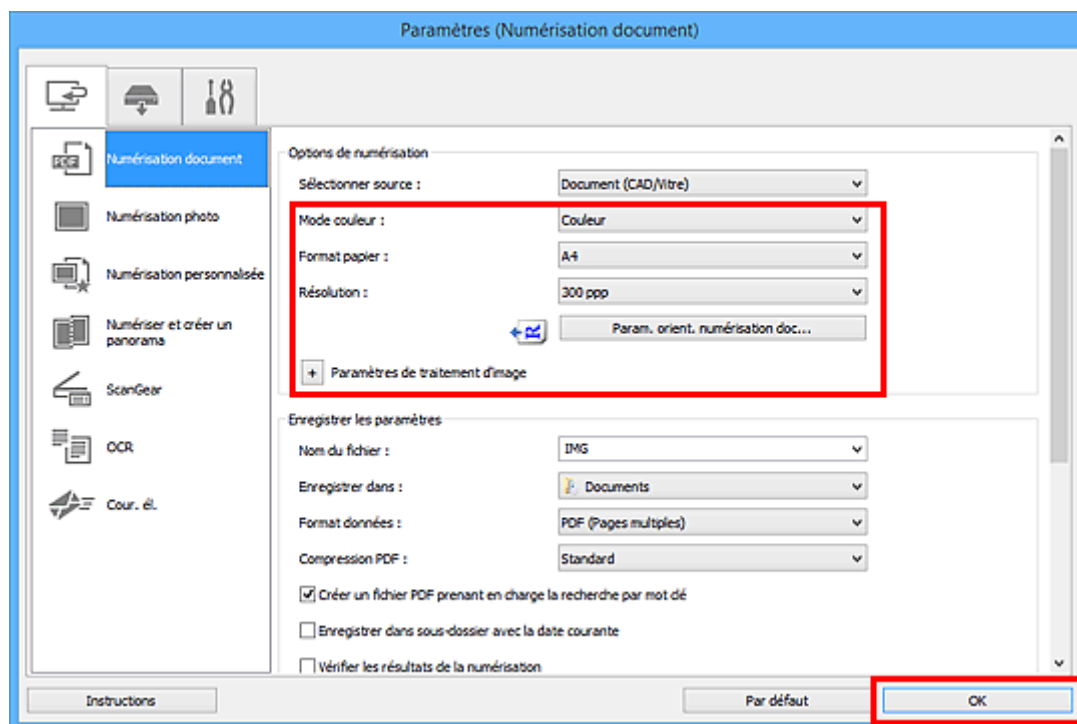 Paramètres (Numérisation document)
PDF
Numérisation document
Numérisation photo
Numérisation personnalisée
Numériser et créer un
panorama
ScanGear
OCR
Cour. él.
Options de numérisation
Sélectionner source : Document (CAD/Vitre)
Mode couleur : Couleur
Format papier : A4
Résolution : 300 ppp
R
Param. orient. numérisation doc...
+ Paramètres de traitement d'image
Enregistrer les paramètres
Nom du fichier : IMG
Enregistrer dans : Documents
Format données : PDF (Pages multiples)
Compression PDF : Standard
Créer un fichier PDF prenant en charge la recherche par mot clé
Enregistrer dans sous-dossier avec la date courante
Vérifier les résultats de la numérisation
Instructions Par défaut OK